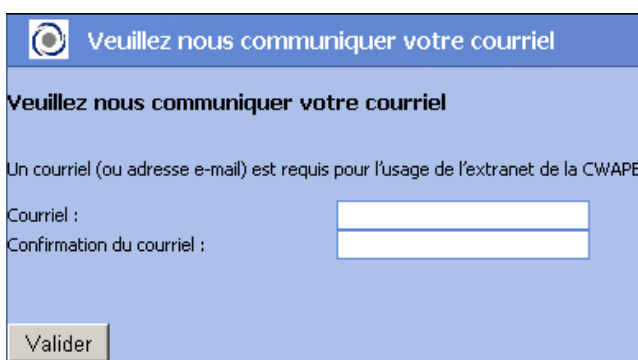 Veuillez nous communiquer votre courriel
Veuillez nous communiquer votre courriel
Un courriel (ou adresse e-mail) est requis pour l'usage de l'extranet de la CWAPE
Courriel :
Confirmation du courriel :
Valider